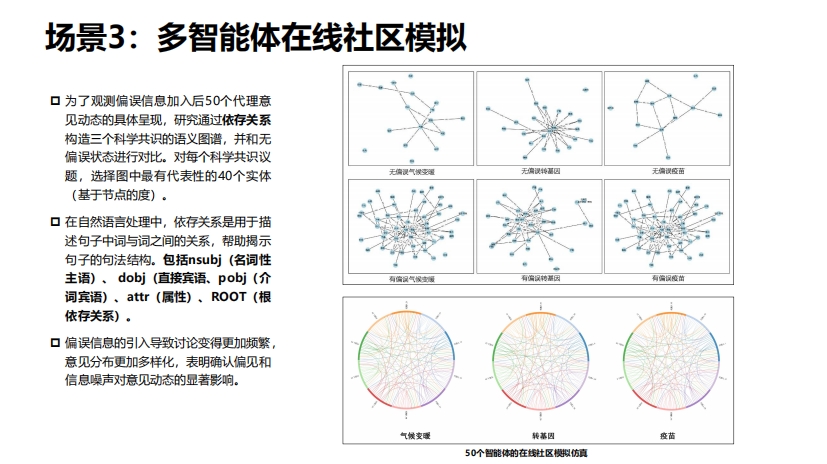 场景3：多智能体在线社区模拟
为了观测偏误信息加入后50个代理意
见动态的具体呈现，研究通过依存关系
构造三个科学共识的语义图谱，并和无
偏误状态进行对比。对每个科学共识议
题，选择图中最有代表性的40个实体
（基于节点的度）。
在自然语言处理中，依存关系是用于描
述句子中词与词之间的关系，帮助揭示
句子的句法结构。包括nsubj（名词性
主语）、 dobj（直接宾语、pobj（介
词宾语）、attr（属性）、ROOT（根
依存关系）。
偏误信息的引入导致讨论变得更加频繁，
意见分布更加多样化，表明确认偏见和
信息噪声对意见动态的显著影响。
无偏误气候变暖
无偏误转基因
无偏误疫苗
有偏误气候变暖
有偏误转基因
有偏误疫苗
气候变暖
转基因
疫苗
50个智能体的在线社区模拟仿真